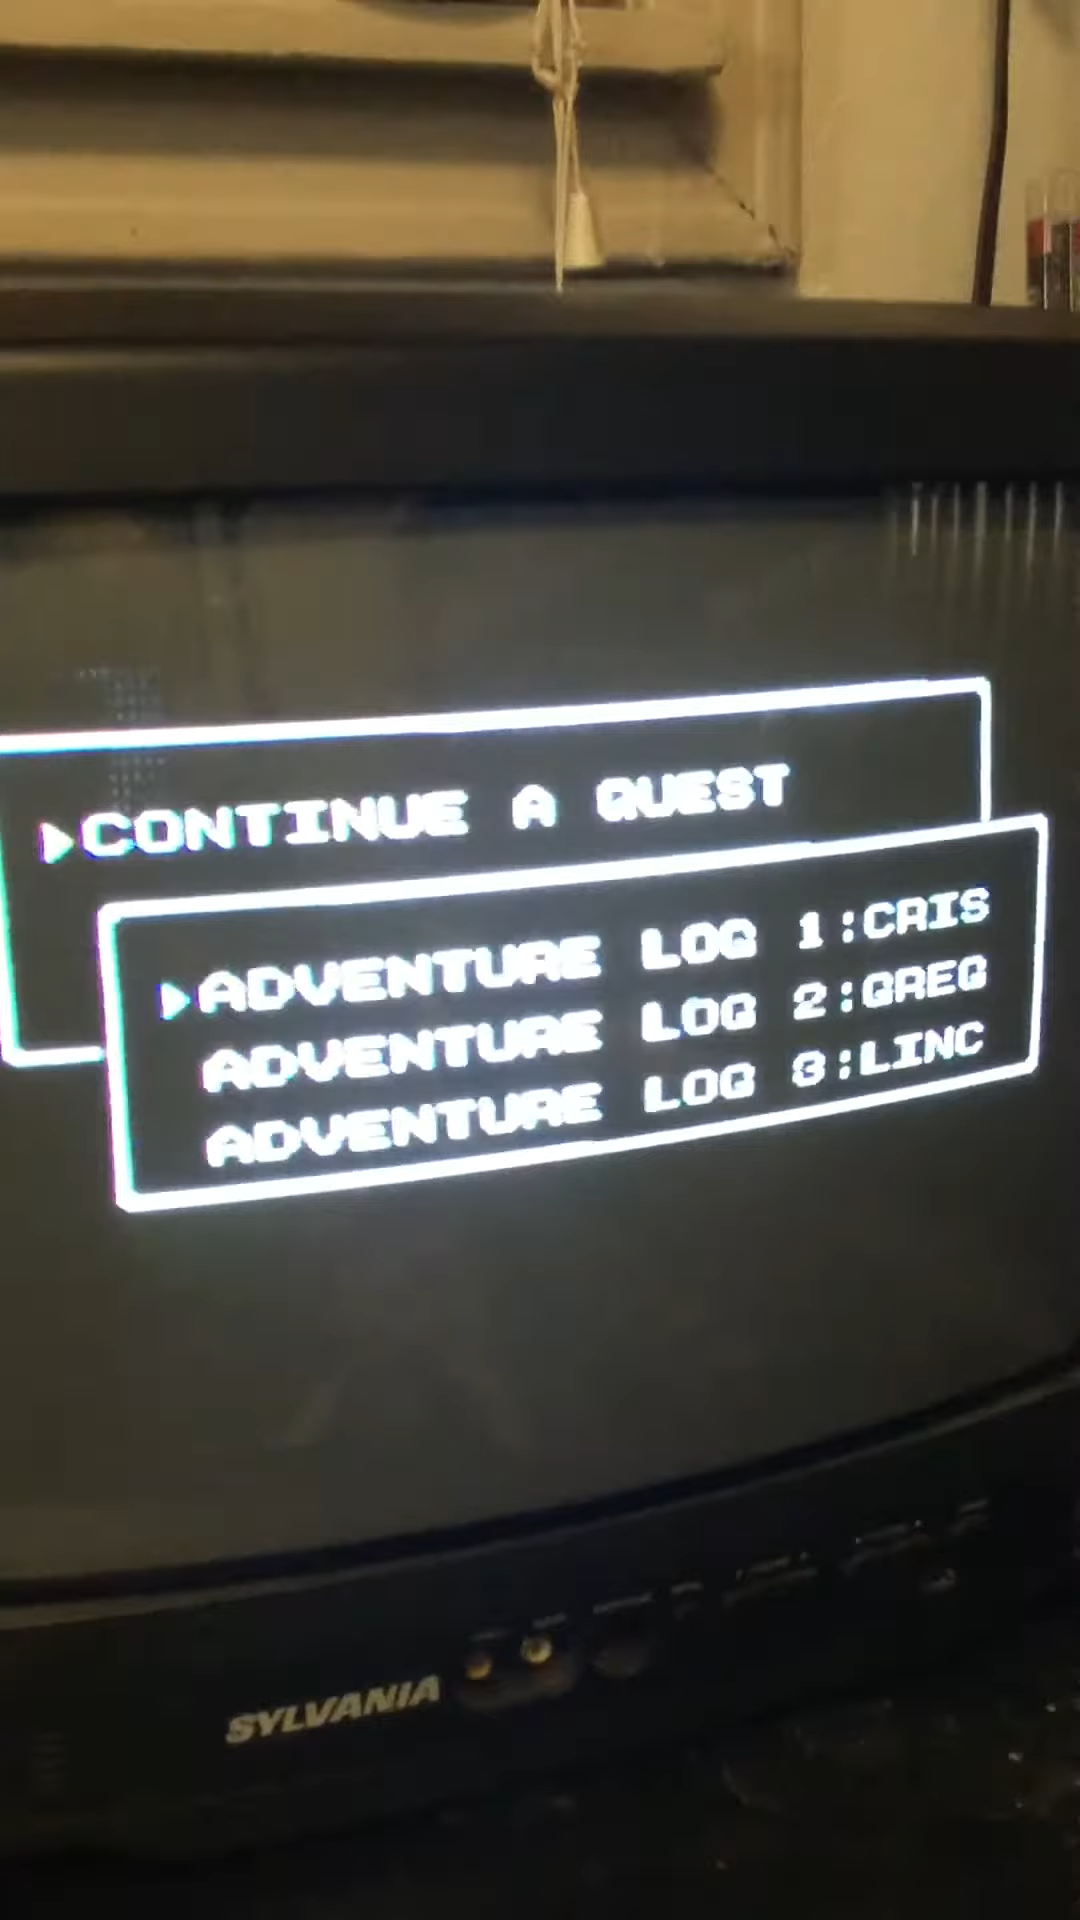 ▶CONTINUE A QUEST
▶ADVENTURE LOG 1:CRIS
ADVENTURE LOG 2:GREG
ADVENTURE LOG 3:LINC
SYLVANIA